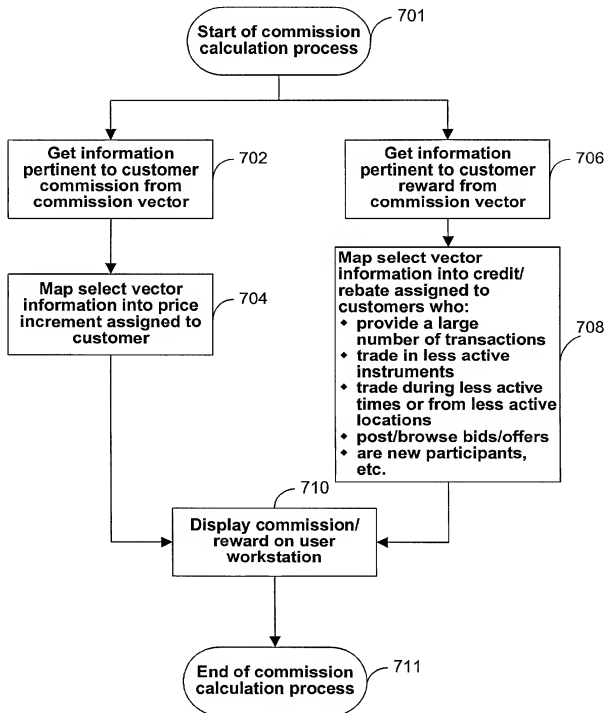 Start of commission
calculation process
701
Get information
pertinent to customer
commission from
commission vector
702
Get information
pertinent to customer
reward from
commission vector
706
Map select vector
information into price
increment assigned to
customer
704
Map select vector
information into credit/
rebate assigned to
customers who:
◆ provide a large
number of transactions
◆ trade in less active
instruments
◆ trade during less active
times or from less active
locations
◆ post/browse bids/offers
◆ are new participants,
etc.
708
710
Display commission/
reward on user
workstation
End of commission
calculation process
711